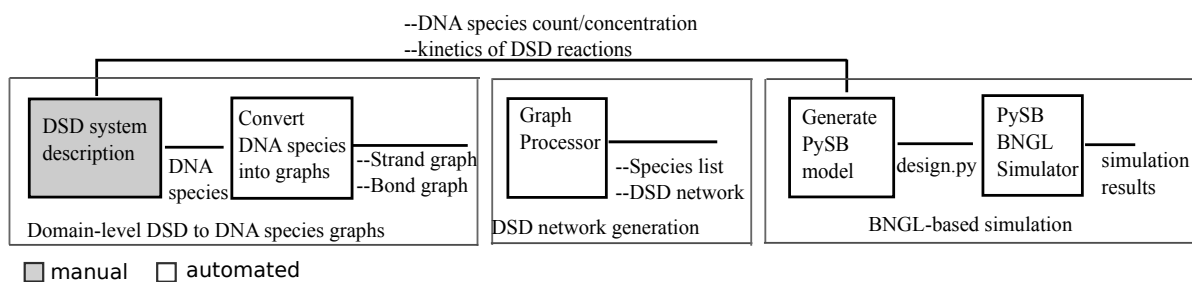 --DNA species count/concentration
--kinetics of DSD reactions
DSD system
description
DNA
species
Convert
DNA species
into graphs
--Strand graph
--Bond graph
Domain-level DSD to DNA species graphs
Graph
Processor
--Species list
--DSD network
DSD network generation
Generate
PySB
model
design.py
PySB
BNGL
Simulator
simulation
results
BNGL-based simulation
manual
automated